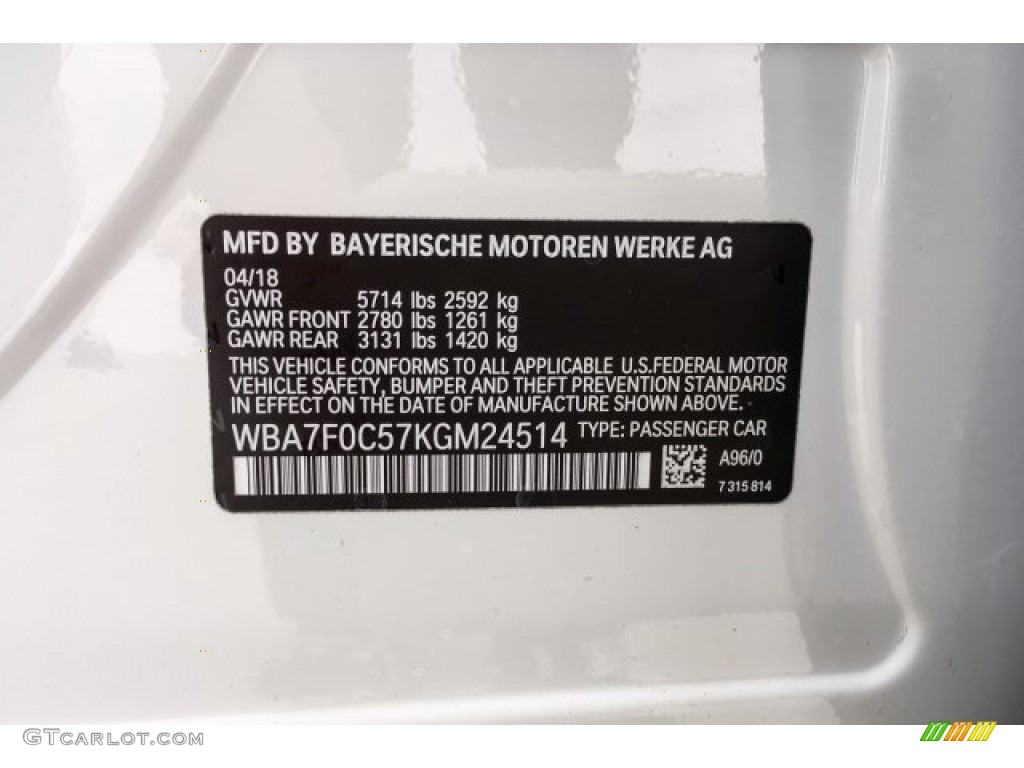 MFD BY BAYERISCHE MOTOREN WERKE AG
04/18
GVWR 5714 lbs 2592 kg
GAWR FRONT 2780 lbs 1261 kg
GAWR REAR 3131 lbs 1420 kg
THIS VEHICLE CONFORMS TO ALL APPLICABLE U.S.FEDERAL MOTOR
VEHICLE SAFETY, BUMPER AND THEFT PREVENTION STANDARDS
IN EFFECT ON THE DATE OF MANUFACTURE SHOWN ABOVE.
WBA7F0C57KGM24514 TYPE: PASSENGER CAR
A96/0
7 315 814
GTCarLot.com